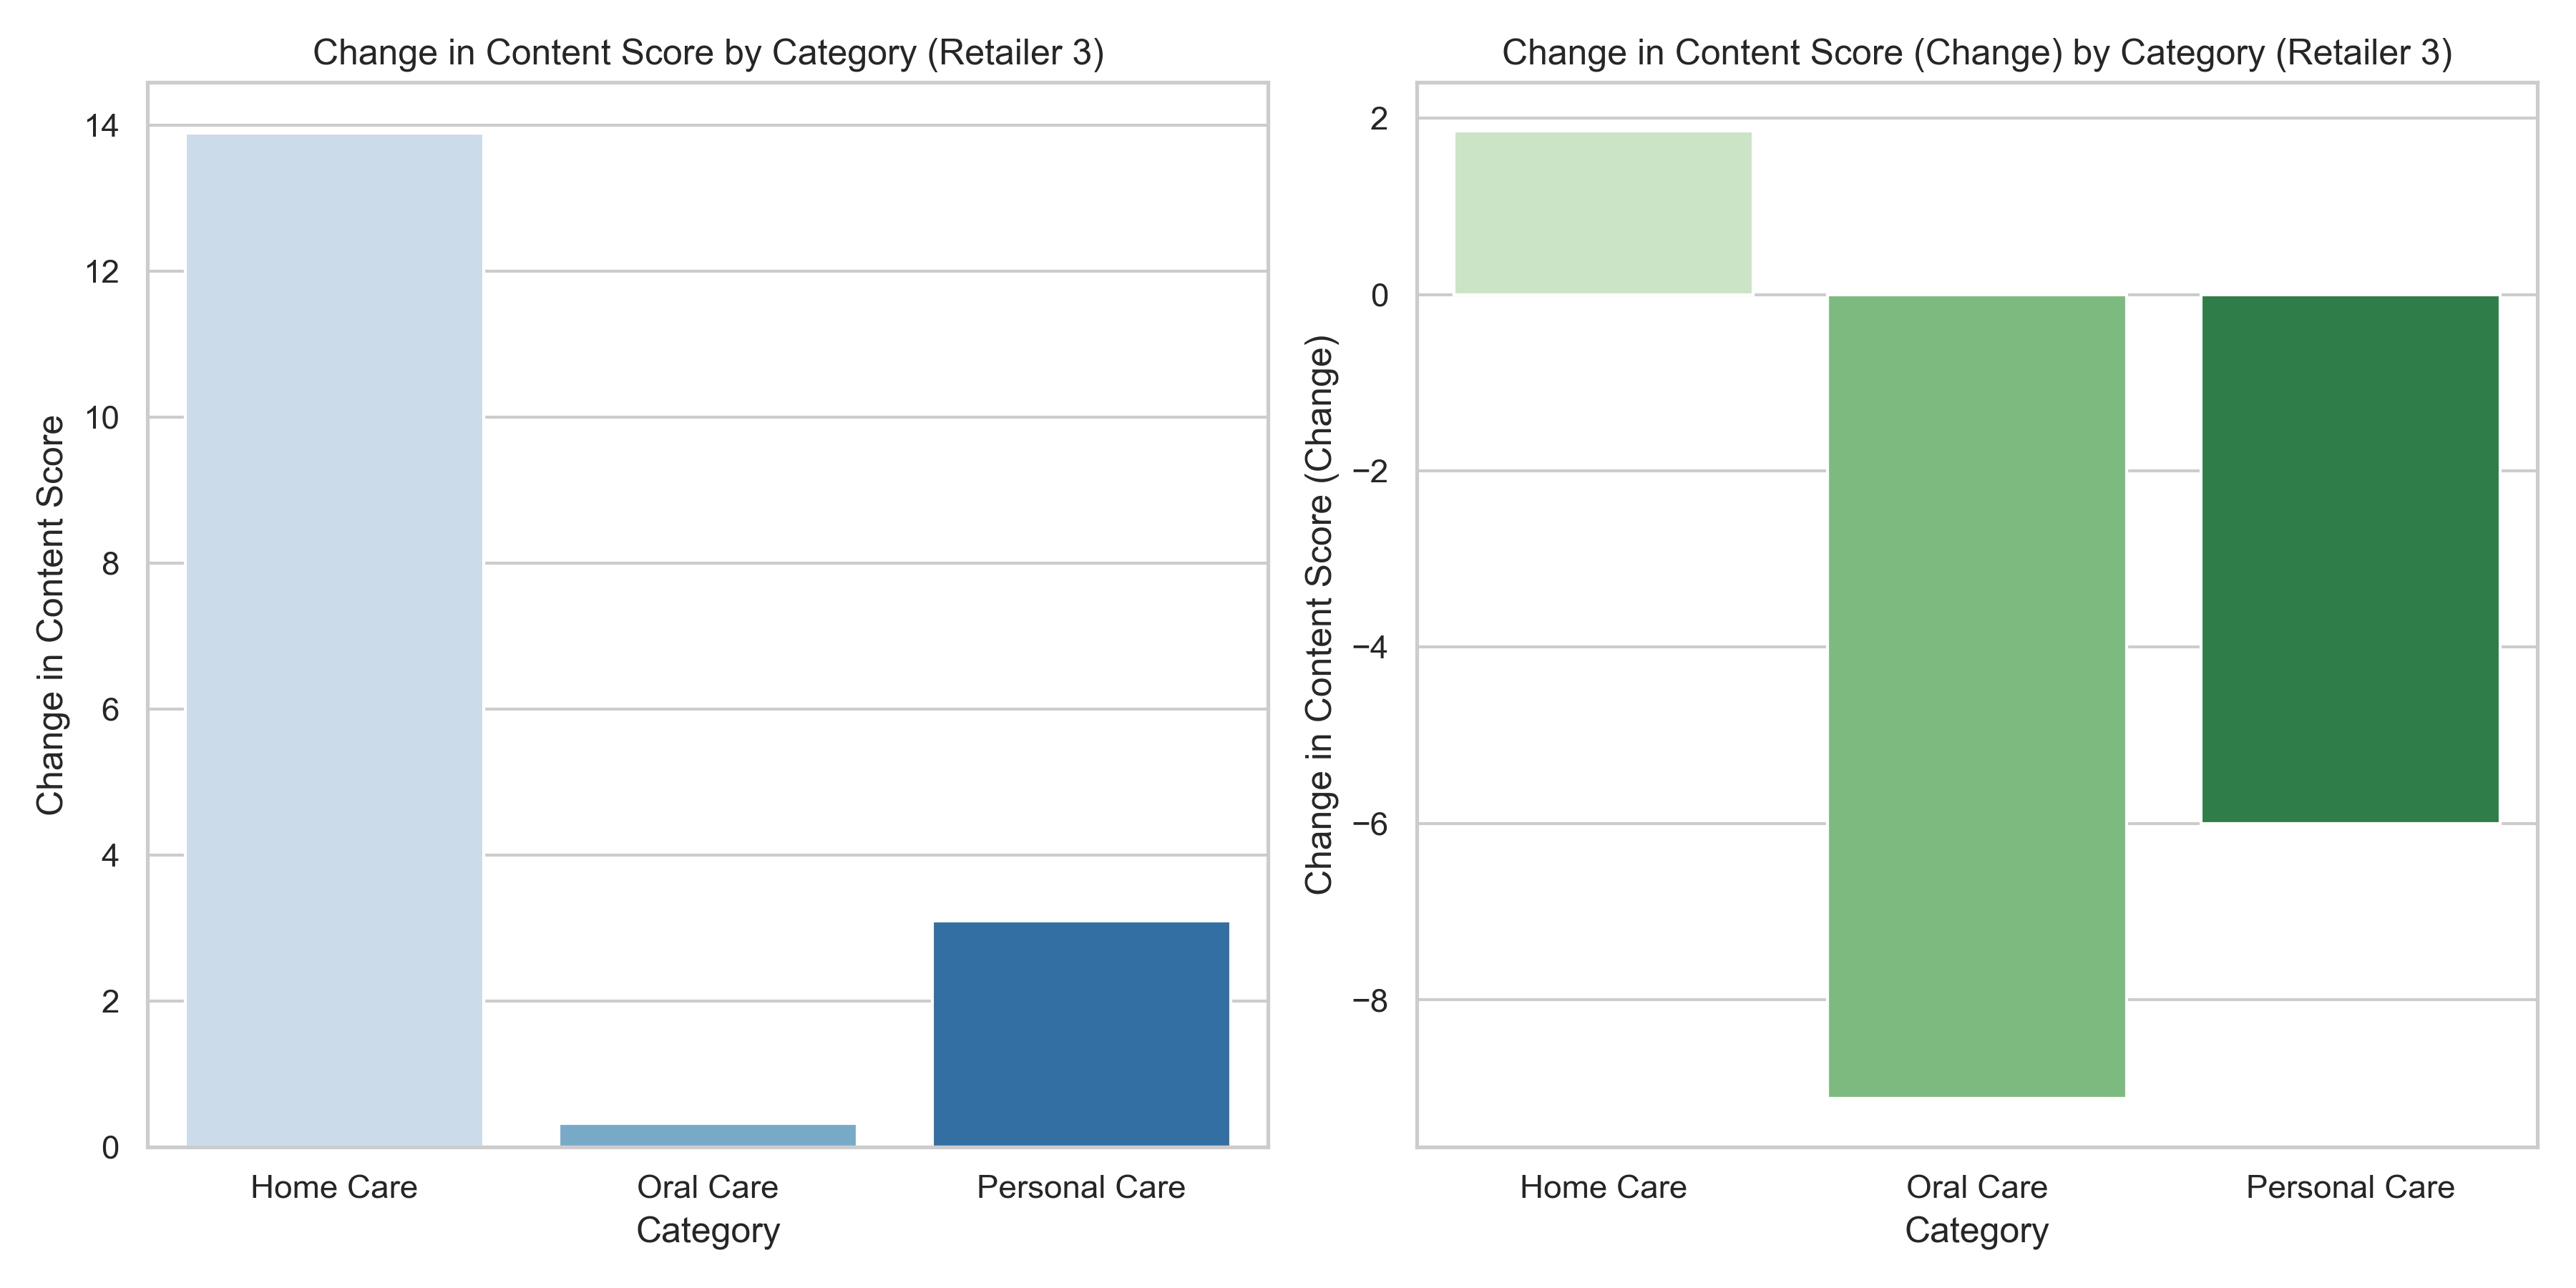 Change in Content Score by Category (Retailer 3)
Change in Content Score
14
12
10
8
6
4
2
0
Home Care
Oral Care
Personal Care
Category
Change in Content Score (Change) by Category (Retailer 3)
Change in Content Score (Change)
2
0
−2
−4
−6
−8
Home Care
Oral Care
Personal Care
Category